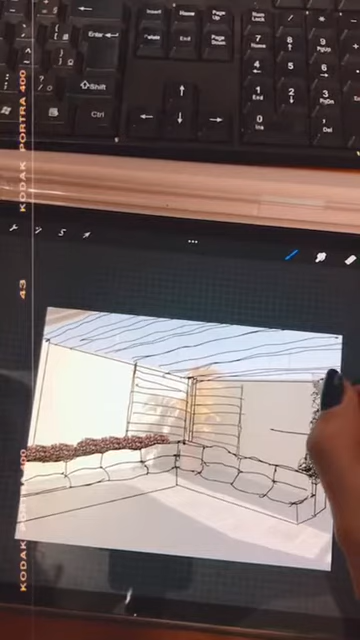 Insert Home Page Up
Num Lock / *
Enter
Delete End Page Down
7 Home 8 9 PgUp
4 5 6
Shift
1 End 2 3 PgDn
Ctrl
0 Ins . Del
KODAK PORTRA 400
43
400
KODAK